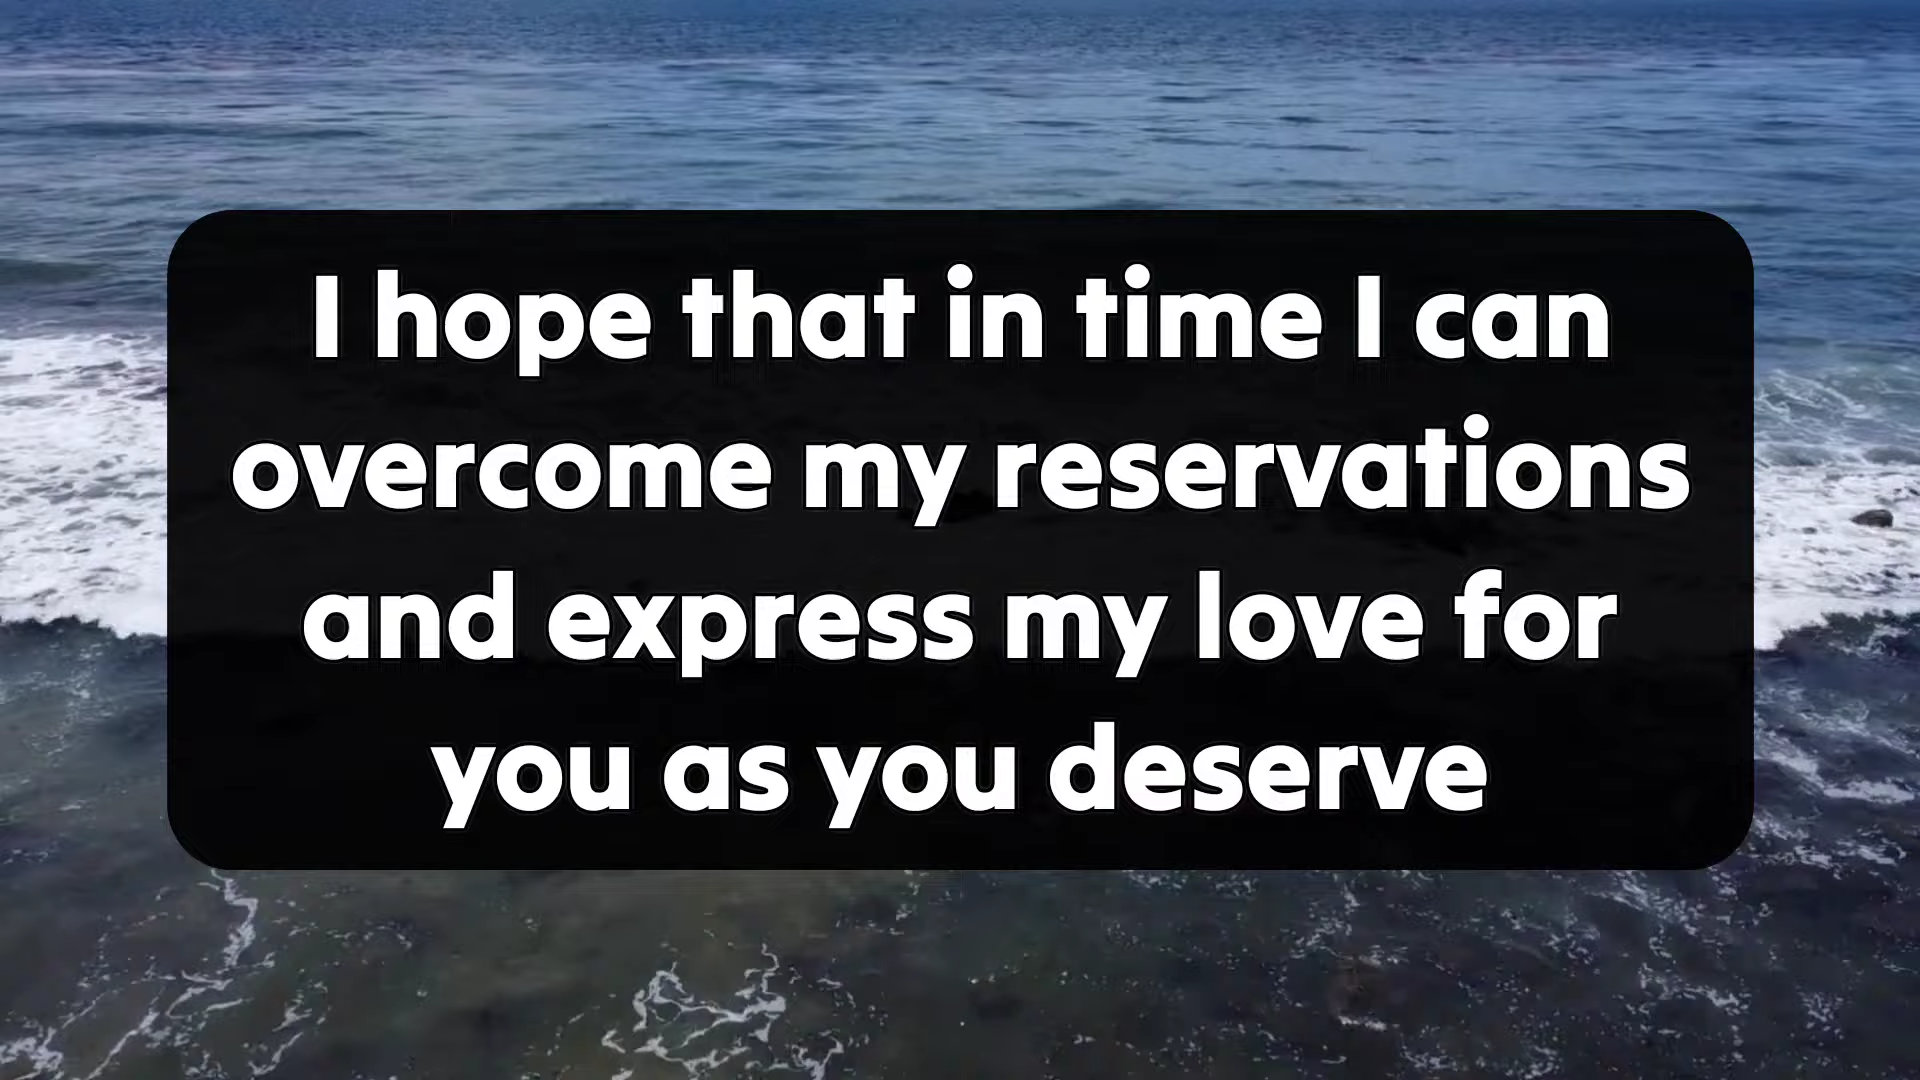 I hope that in time I can
overcome my reservations
and express my love for
you as you deserve